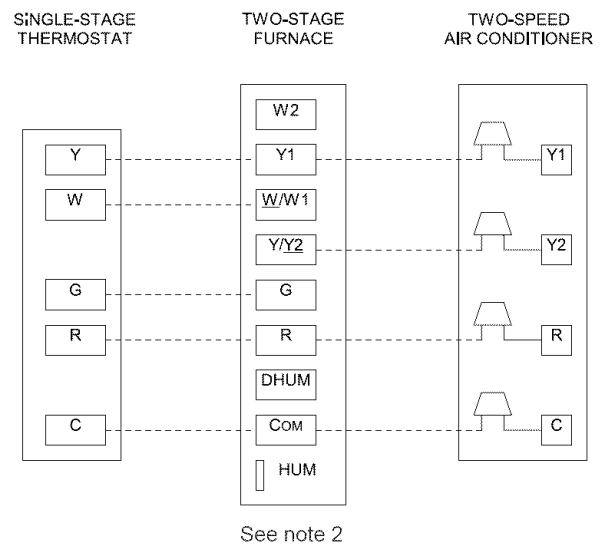 SINGLE-STAGE
THERMOSTAT
TWO-STAGE
FURNACE
TWO-SPEED
AIR CONDITIONER
W2
Y
Y1
Y1
W
W/W1
Y/Y2
Y2
G
G
R
R
R
DHUM
C
COM
C
HUM
See note 2